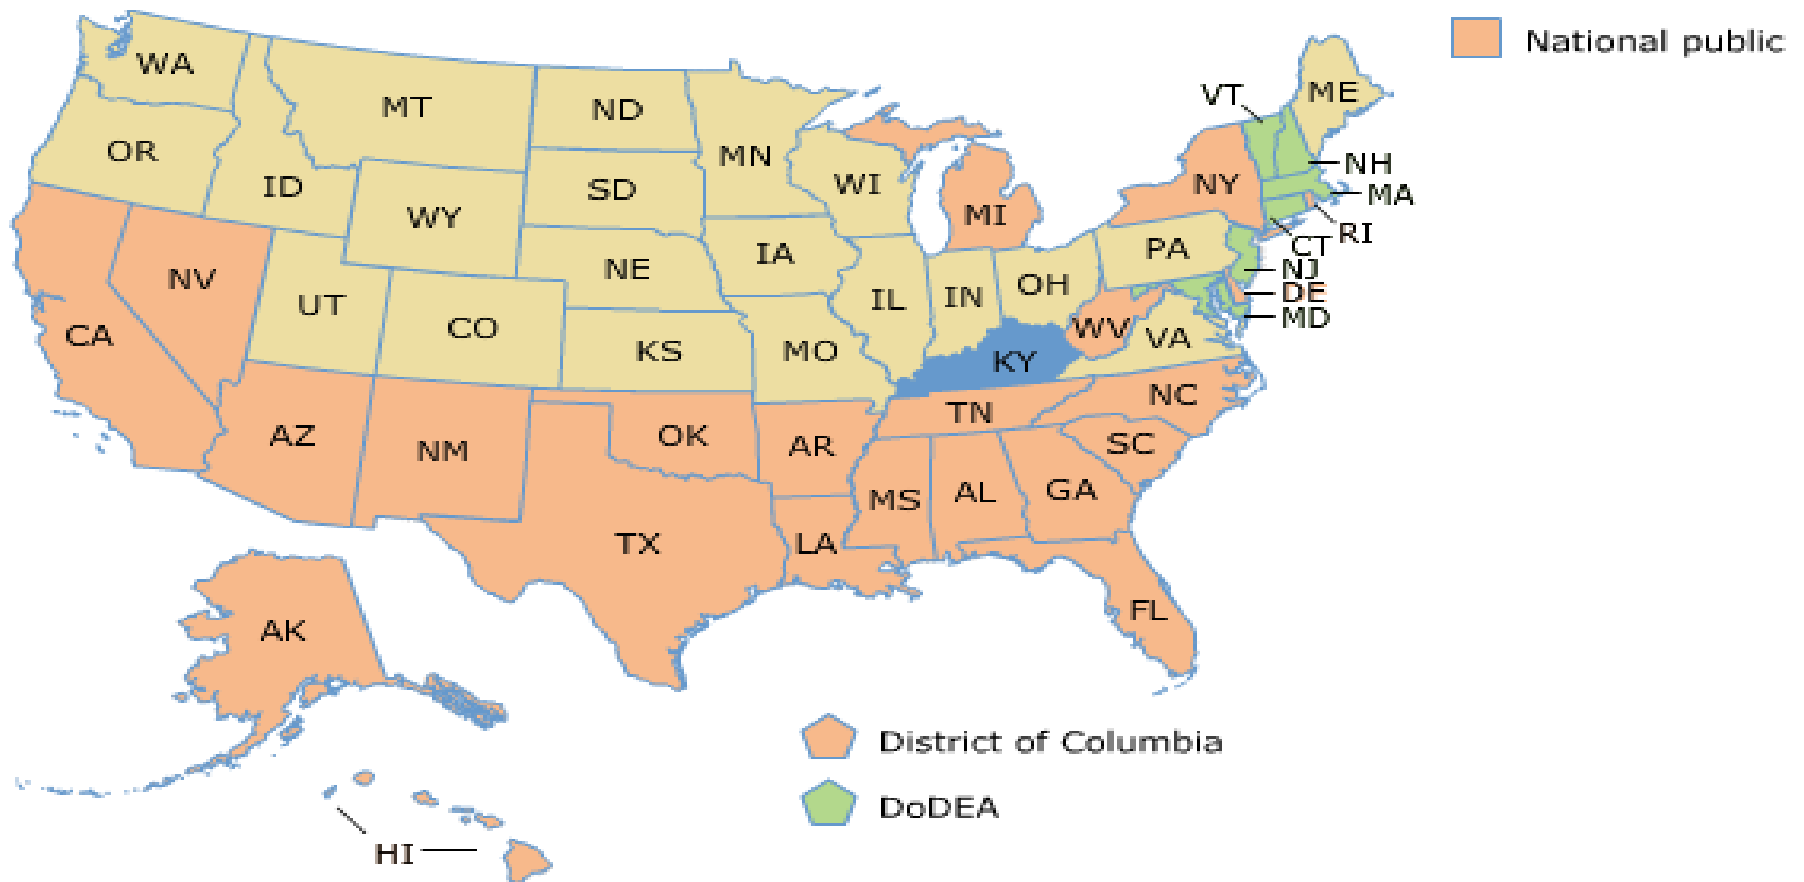 National public
WA
MT
ND
MN
VT
ME
OR
ID
WY
SD
WI
MI
NY
NH
MA
RI
CT
NV
UT
CO
NE
IA
IL
IN
OH
PA
NJ
DE
MD
CA
KS
MO
KY
WV
VA
AZ
NM
OK
AR
TN
NC
SC
TX
LA
MS
AL
GA
FL
AK
HI
District of Columbia
DoDEA